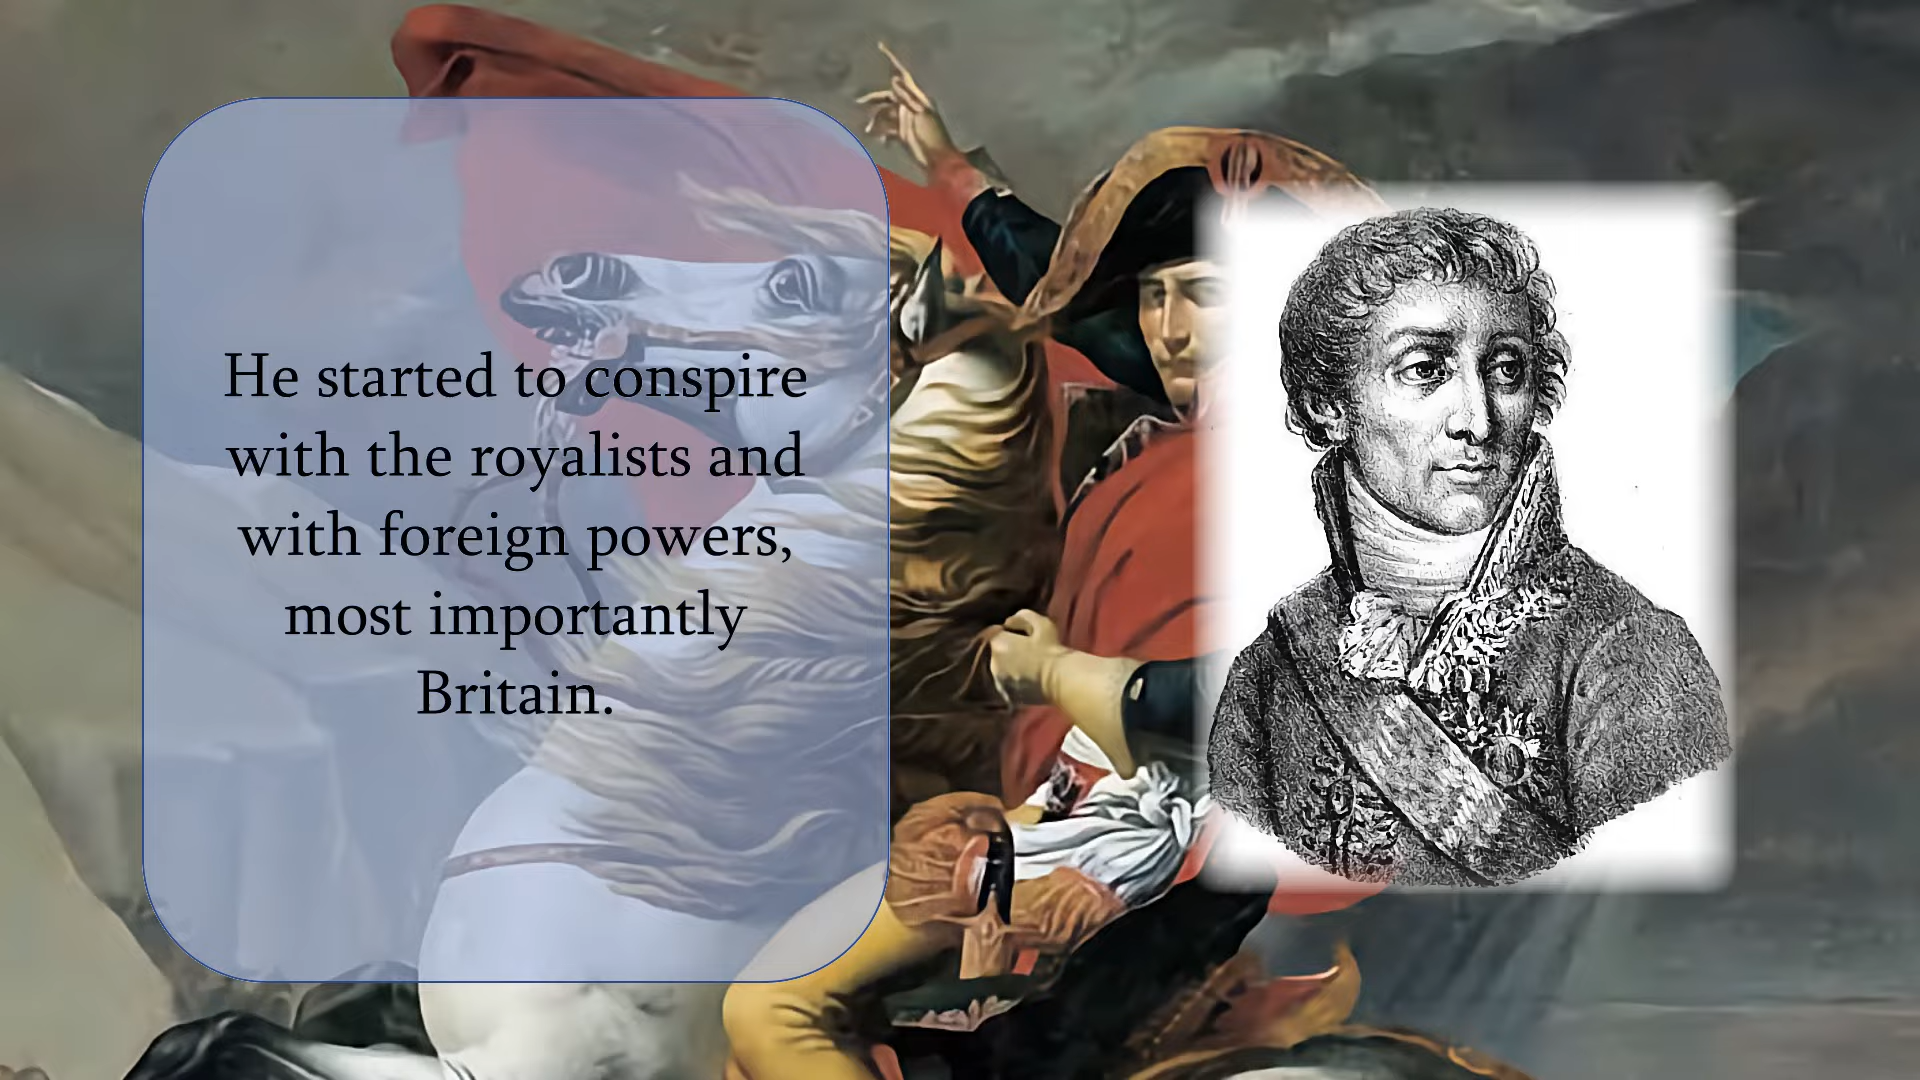 He started to conspire
with the royalists and
with foreign powers,
most importantly
Britain.